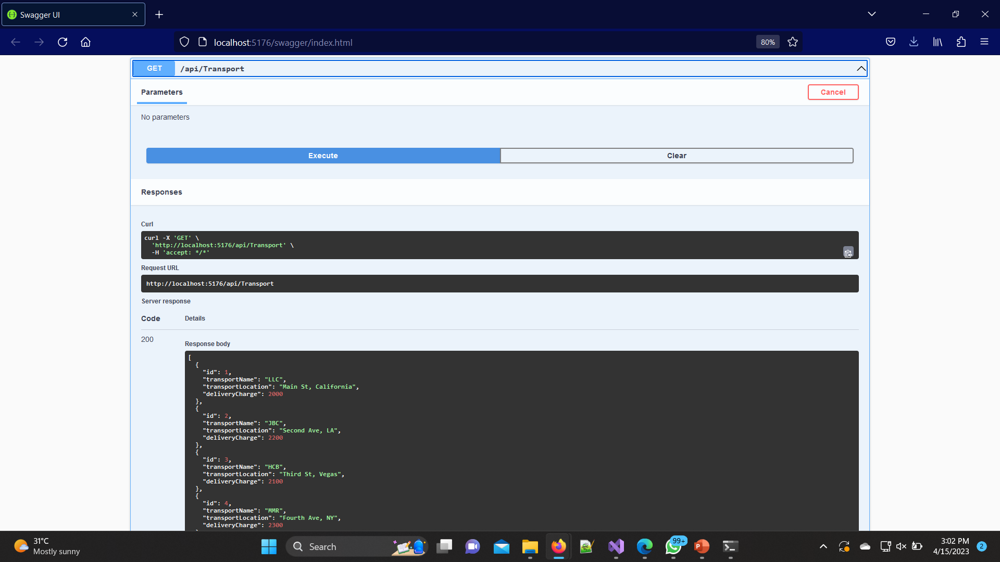 Swagger UI
localhost:5176/swagger/index.html
80%
GET /api/Transport
Parameters
Cancel
No parameters
Execute
Clear
Responses
Curl
curl -X 'GET' \
  'http://localhost:5176/api/Transport' \
  -H 'accept: */*'
Request URL
http://localhost:5176/api/Transport
Server response
Code Details
200
Response body
[
  {
    "id": 1,
    "transportName": "LLC",
    "transportLocation": "Main St, California",
    "deliveryCharge": 2000
  },
  {
    "id": 2,
    "transportName": "JBC",
    "transportLocation": "Second Ave, LA",
    "deliveryCharge": 2200
  },
  {
    "id": 3,
    "transportName": "HCB",
    "transportLocation": "Third St, Vegas",
    "deliveryCharge": 2100
  },
  {
    "id": 4,
    "transportName": "MMR",
    "transportLocation": "Fourth Ave, NY",
    "deliveryCharge": 2300
31°C
Mostly sunny
Search
99+
3:02 PM
4/15/2023
2